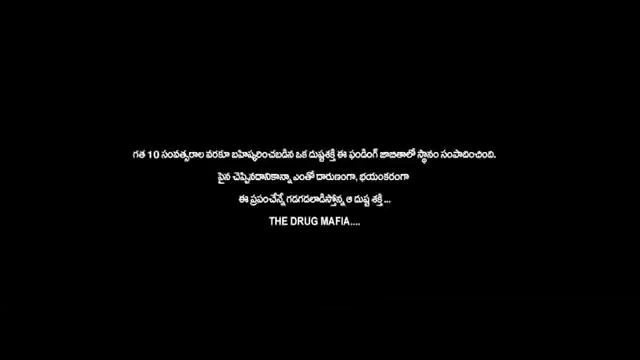 గత 10 సంవత్సరాల వరకూ బహిష్కరించబడిన ఒక దుష్టశక్తి ఈ ఫండింగ్ జాబితాలో స్థానం సంపాదించింది.
పైన చెప్పినదానికాన్నా ఎంతో దారుణంగా, భయంకరంగా
ఈ ప్రపంచేన్నే గడగడలాడిస్తోన్న ఆ దుష్ట శక్తి ...
THE DRUG MAFIA....